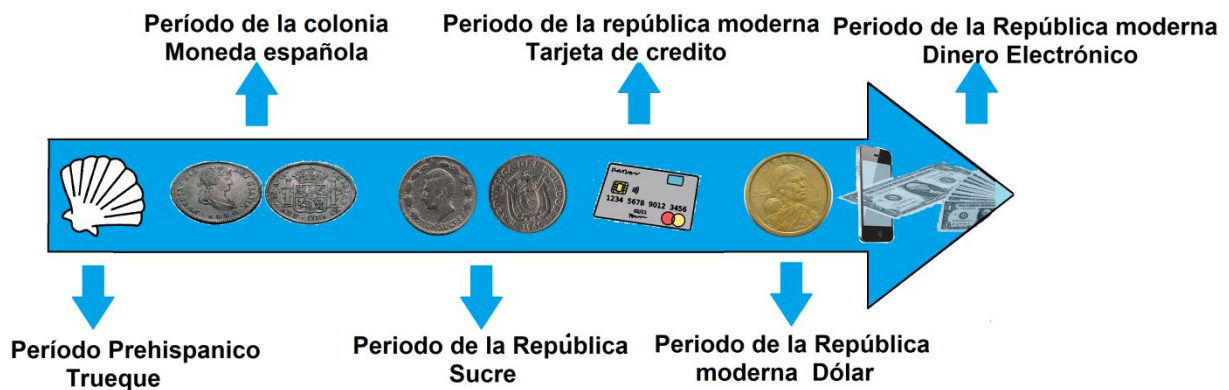 Período de la colonia
Moneda española
Periodo de la república moderna
Tarjeta de credito
Periodo de la República moderna
Dinero Electrónico
1234 5678 9012 3456
Período Prehispanico
Trueque
Periodo de la República
Sucre
Periodo de la República
moderna Dólar